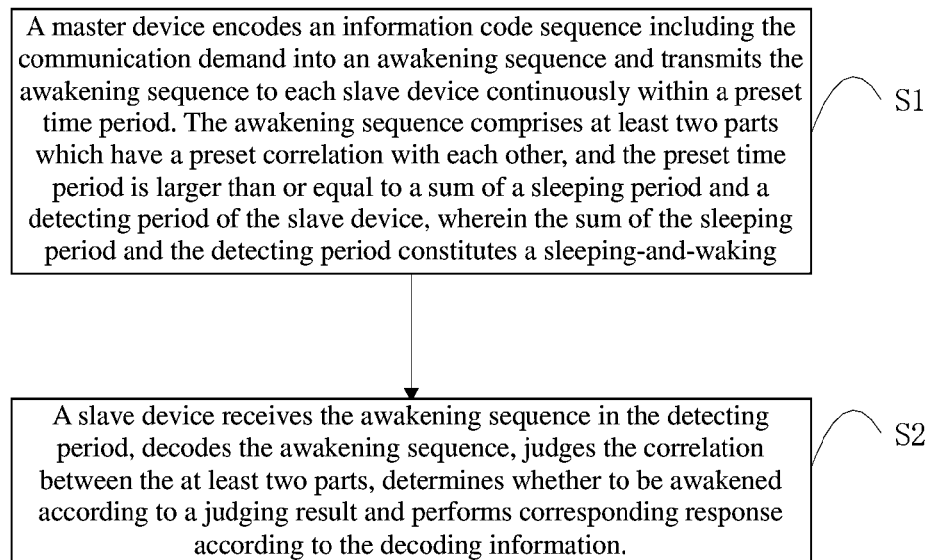 A master device encodes an information code sequence including the
communication demand into an awakening sequence and transmits the
awakening sequence to each slave device continuously within a preset
time period. The awakening sequence comprises at least two parts
which have a preset correlation with each other, and the preset time
period is larger than or equal to a sum of a sleeping period and a
detecting period of the slave device, wherein the sum of the sleeping
period and the detecting period constitutes a sleeping-and-waking
S1
A slave device receives the awakening sequence in the detecting
period, decodes the awakening sequence, judges the correlation
between the at least two parts, determines whether to be awakened
according to a judging result and performs corresponding response
according to the decoding information.
S2